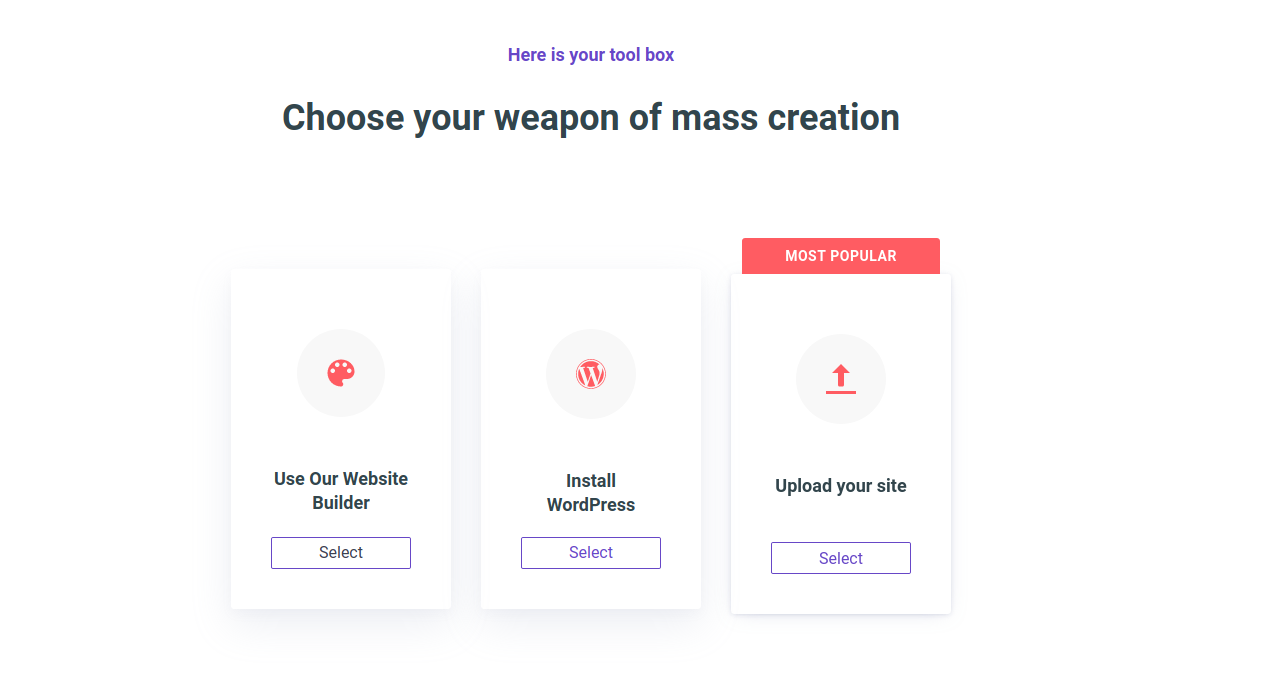 Here is your tool box
Choose your weapon of mass creation
MOST POPULAR
Use Our Website
Builder
Select
Install
WordPress
Select
Upload your site
Select